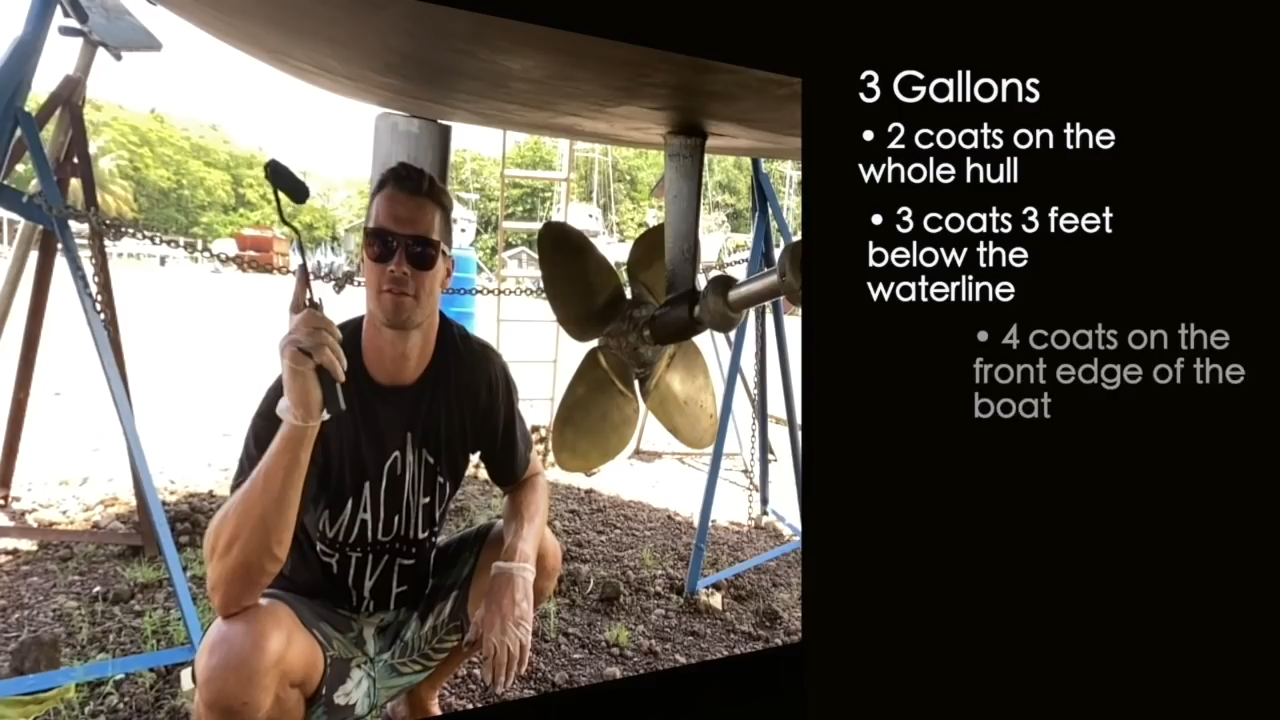 3 Gallons
• 2 coats on the
whole hull
• 3 coats 3 feet
below the
waterline
• 4 coats on the
front edge of the
boat
MAGNE
BIKE